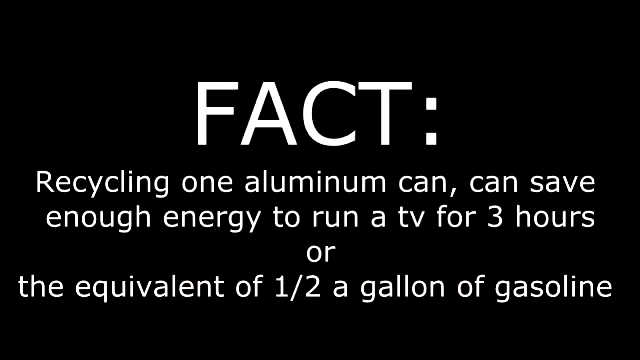 FACT:
Recycling one aluminum can, can save
enough energy to run a tv for 3 hours
or
the equivalent of 1/2 a gallon of gasoline